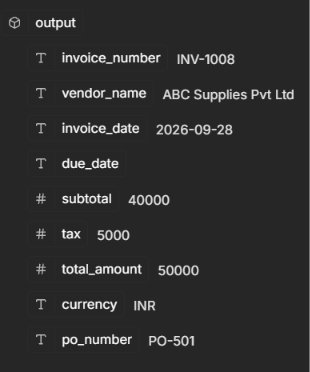 output
T invoice_number INV-1008
T vendor_name ABC Supplies Pvt Ltd
T invoice_date 2026-09-28
T due_date
# subtotal 40000
# tax 5000
# total_amount 50000
T currency INR
T po_number PO-501